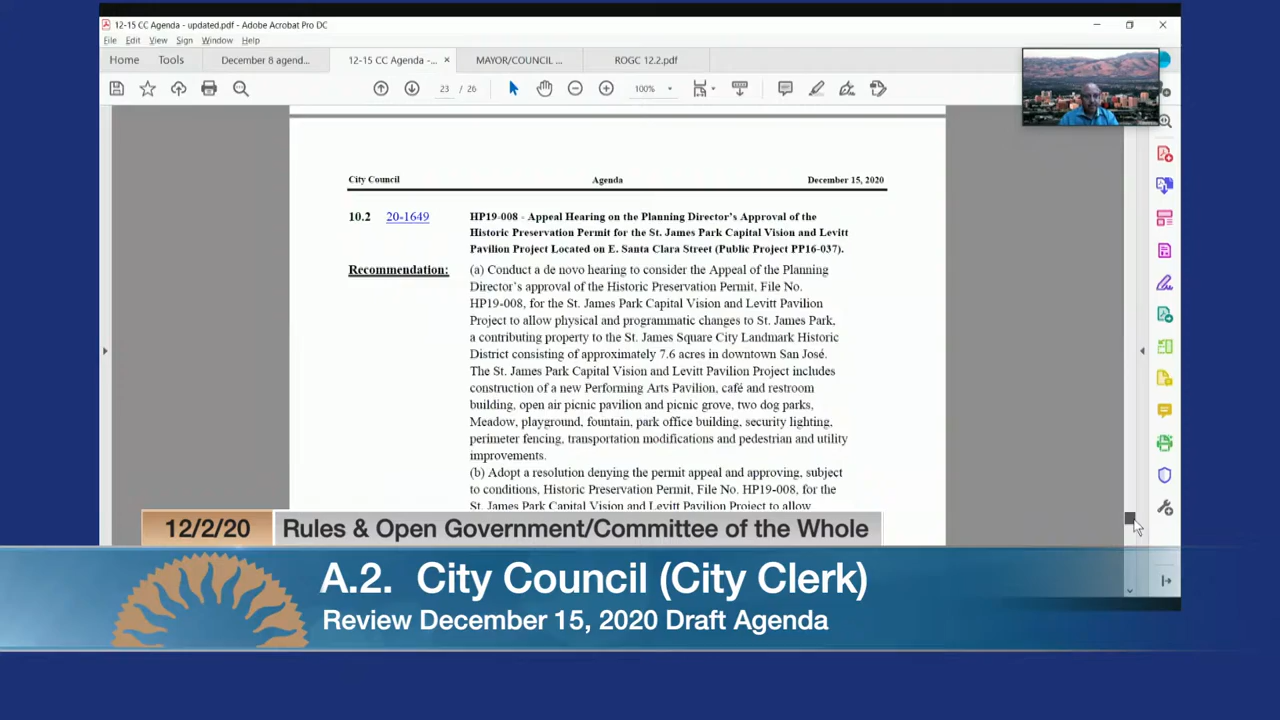 12-15 CC Agenda - updated.pdf - Adobe Acrobat Pro DC
File Edit View Sign Window Help
Home Tools December 8 agend... 12-15 CC Agenda -... × MAYOR/COUNCIL ... ROGC 12.2.pdf
23 / 26 100%
City Council Agenda December 15, 2020
10.2 20-1649 HP19-008 - Appeal Hearing on the Planning Director's Approval of the
Historic Preservation Permit for the St. James Park Capital Vision and Levitt
Pavilion Project Located on E. Santa Clara Street (Public Project PP16-037).
Recommendation: (a) Conduct a de novo hearing to consider the Appeal of the Planning
Director's approval of the Historic Preservation Permit, File No.
HP19-008, for the St. James Park Capital Vision and Levitt Pavilion
Project to allow physical and programmatic changes to St. James Park,
a contributing property to the St. James Square City Landmark Historic
District consisting of approximately 7.6 acres in downtown San José.
The St. James Park Capital Vision and Levitt Pavilion Project includes
construction of a new Performing Arts Pavilion, café and restroom
building, open air picnic pavilion and picnic grove, two dog parks,
Meadow, playground, fountain, park office building, security lighting,
perimeter fencing, transportation modifications and pedestrian and utility
improvements.
(b) Adopt a resolution denying the permit appeal and approving, subject
to conditions, Historic Preservation Permit, File No. HP19-008, for the
St. James Park Capital Vision and Levitt Pavilion Project to allow
12/2/20 Rules & Open Government/Committee of the Whole
A.2. City Council (City Clerk)
Review December 15, 2020 Draft Agenda